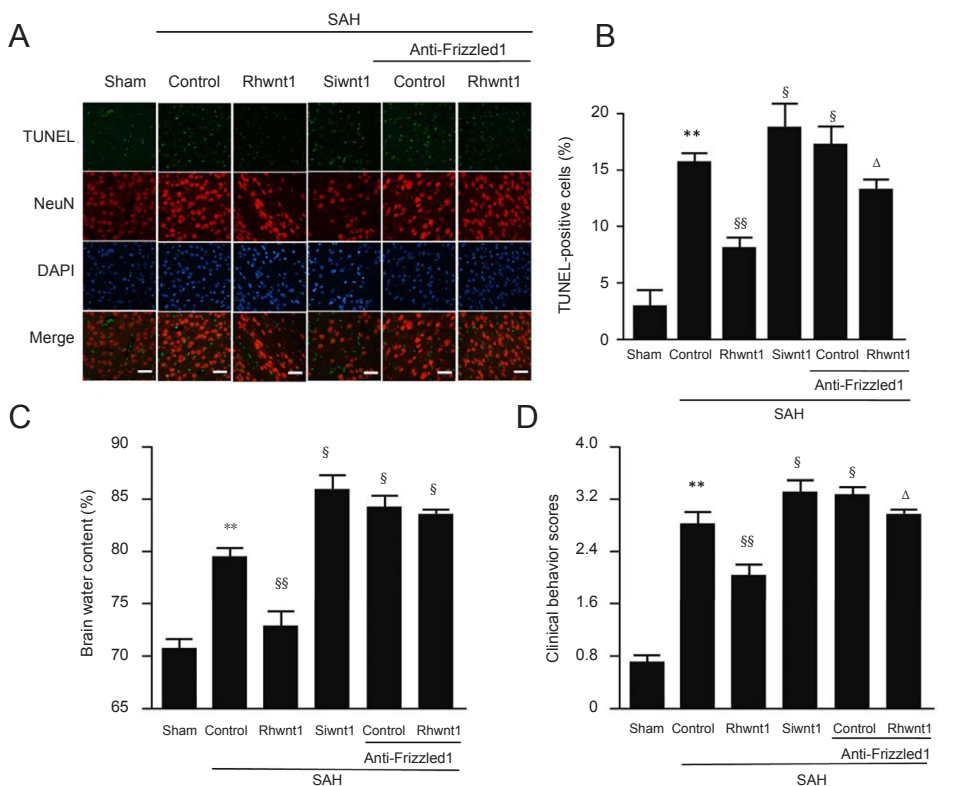 A
SAH
Anti-Frizzled1
Sham Control Rhwnt1 Siwnt1 Control Rhwnt1
TUNEL
NeuN
DAPI
Merge
B
TUNEL-positive cells (%)
20
15
10
5
0
**
§§
§
§
Δ
Sham Control Rhwnt1 Siwnt1 Control Rhwnt1
Anti-Frizzled1
SAH
C
Brain water content (%)
90
85
80
75
70
65
**
§§
§
§
§
Sham Control Rhwnt1 Siwnt1 Control Rhwnt1
Anti-Frizzled1
SAH
D
Clinical behavior scores
4.0
3.2
2.4
1.6
0.8
0
**
§§
§
§
Δ
Sham Control Rhwnt1 Siwnt1 Control Rhwnt1
Anti-Frizzled1
SAH